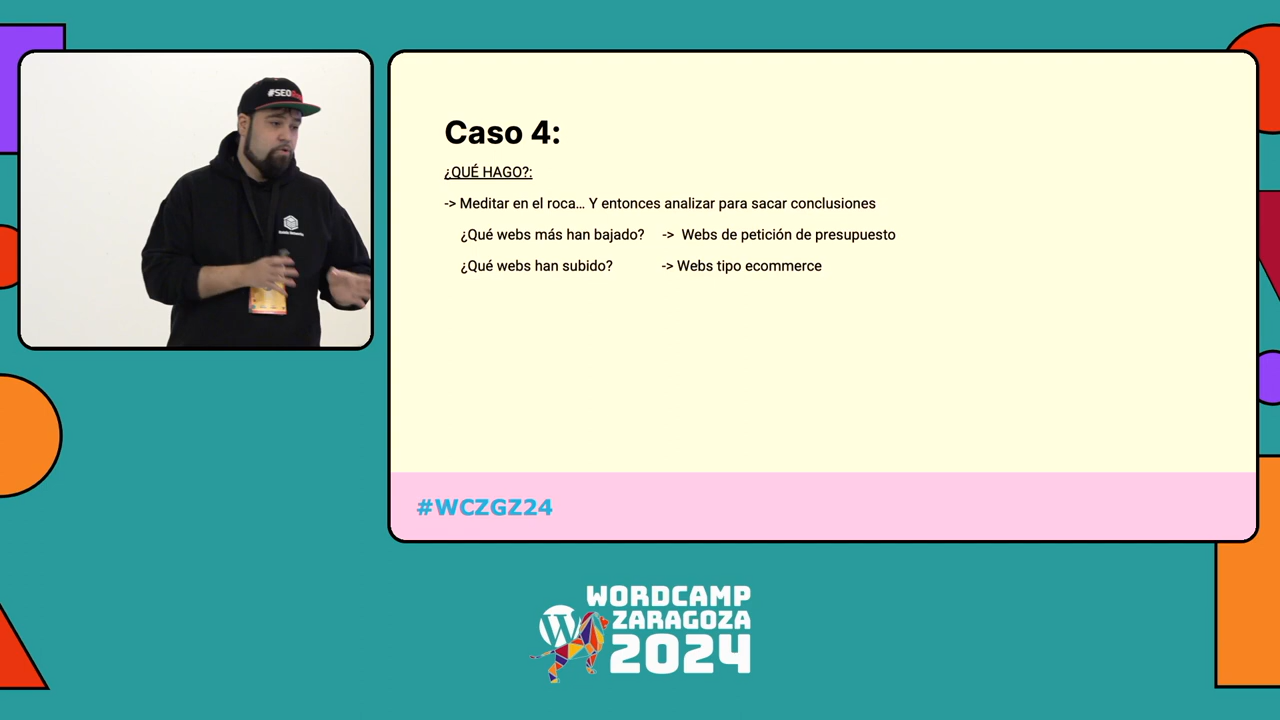 #SEO
Caso 4:
¿QUÉ HAGO?:
-> Meditar en el roca... Y entonces analizar para sacar conclusiones
¿Qué webs más han bajado? -> Webs de petición de presupuesto
¿Qué webs han subido? -> Webs tipo ecommerce
#WCZGZ24
WORDCAMP
ZARAGOZA
2024